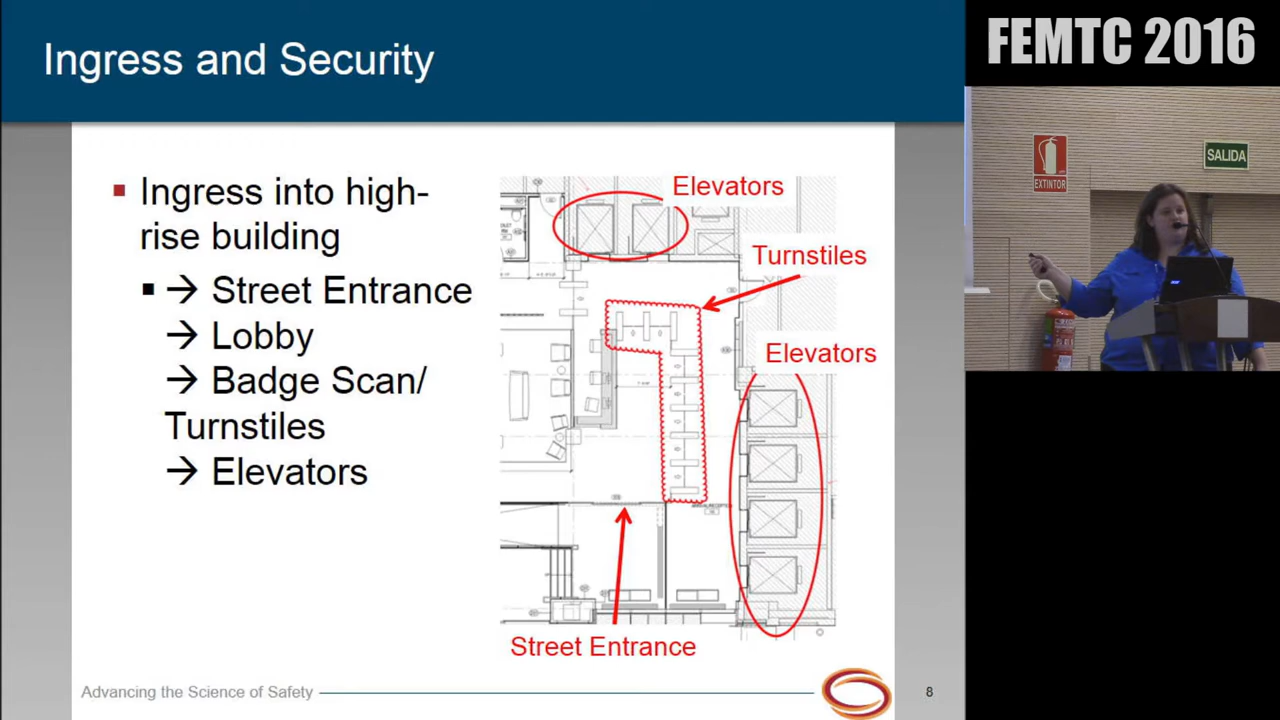 Ingress and Security
FEMTC 2016
EXTINTOR
SALIDA
Ingress into high-
rise building
→ Street Entrance
→ Lobby
→ Badge Scan/
Turnstiles
→ Elevators
Elevators
Turnstiles
Elevators
Street Entrance
Advancing the Science of Safety
8